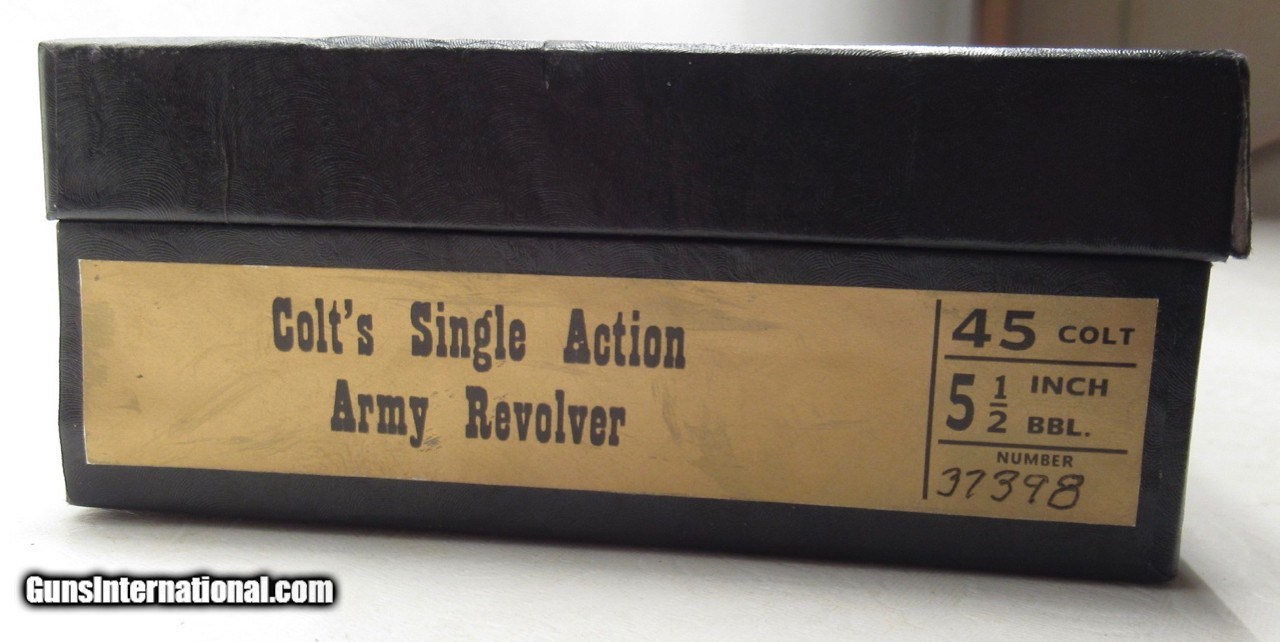 Colt's Single Action
Army Revolver
45 COLT
5 1/2 INCH BBL.
NUMBER
37398
GunsInternational.com